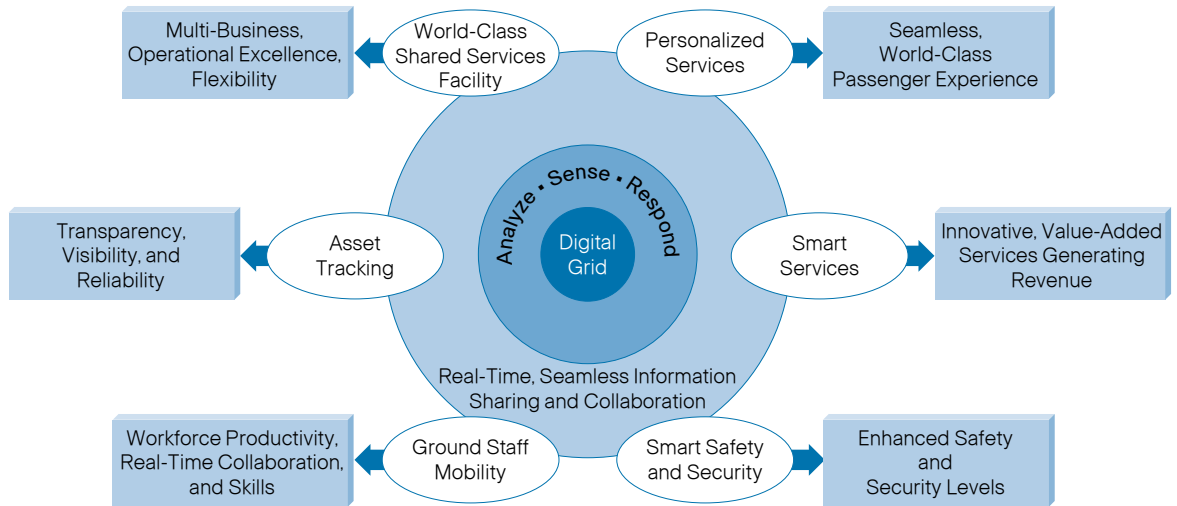 Multi-Business,
Operational Excellence,
Flexibility
World-Class
Shared Services
Facility
Personalized
Services
Seamless,
World-Class
Passenger Experience
Analyze • Sense • Respond
Transparency,
Visibility, and
Reliability
Asset
Tracking
Digital
Grid
Smart
Services
Innovative, Value-Added
Services Generating
Revenue
Real-Time, Seamless Information
Sharing and Collaboration
Workforce Productivity,
Real-Time Collaboration,
and Skills
Ground Staff
Mobility
Smart Safety
and Security
Enhanced Safety
and
Security Levels